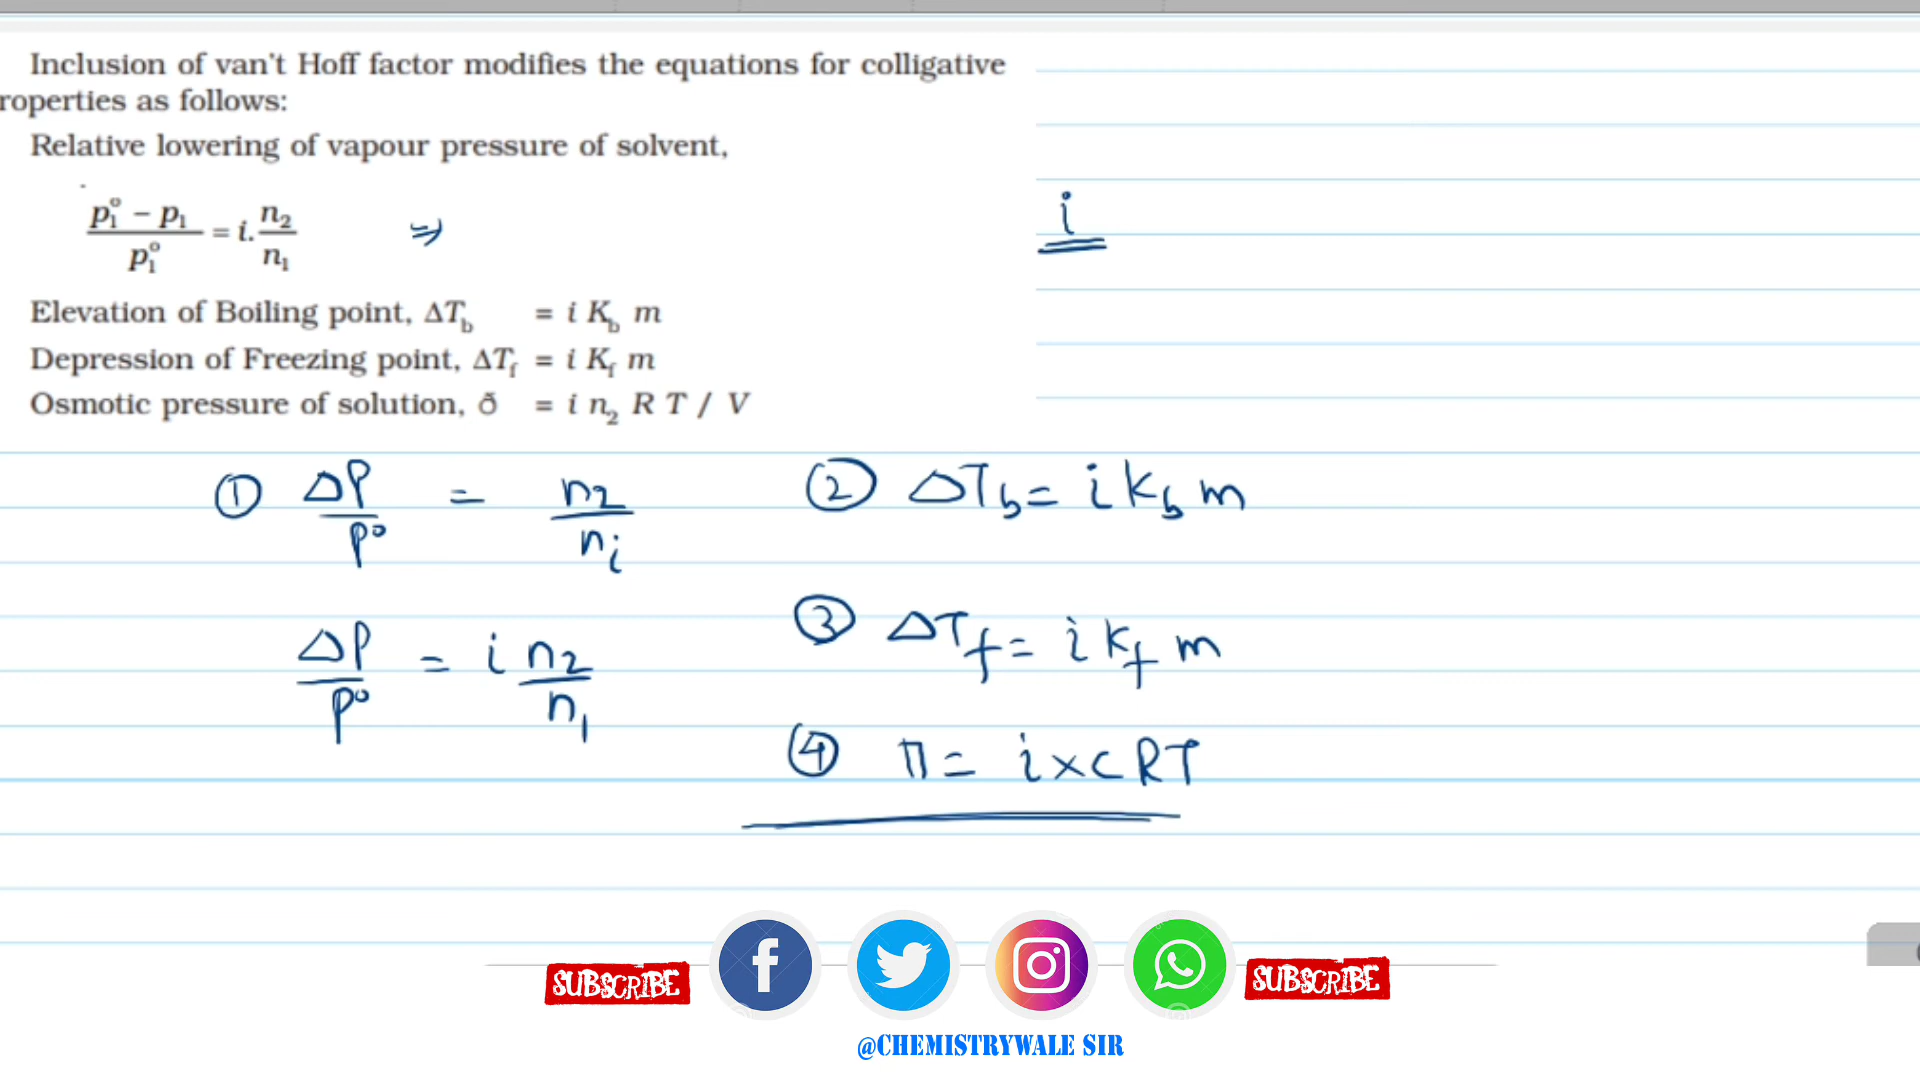 Inclusion of van't Hoff factor modifies the equations for colligative
roperties as follows:
Relative lowering of vapour pressure of solvent,
(p₁° − p₁)/p₁° = i. n₂/n₁ ⇒
i
Elevation of Boiling point, ΔT_b = i K_b m
Depression of Freezing point, ΔT_f = i K_f m
Osmotic pressure of solution, ð = i n₂ R T / V
① ΔP/P° = n₂/n_i
ΔP/P° = i n₂/n₁
② ΔT_b = i K_b m
③ ΔT_f = i K_f m
④ π = i × C R T
SUBSCRIBE
SUBSCRIBE
@CHEMISTRYWALE SIR